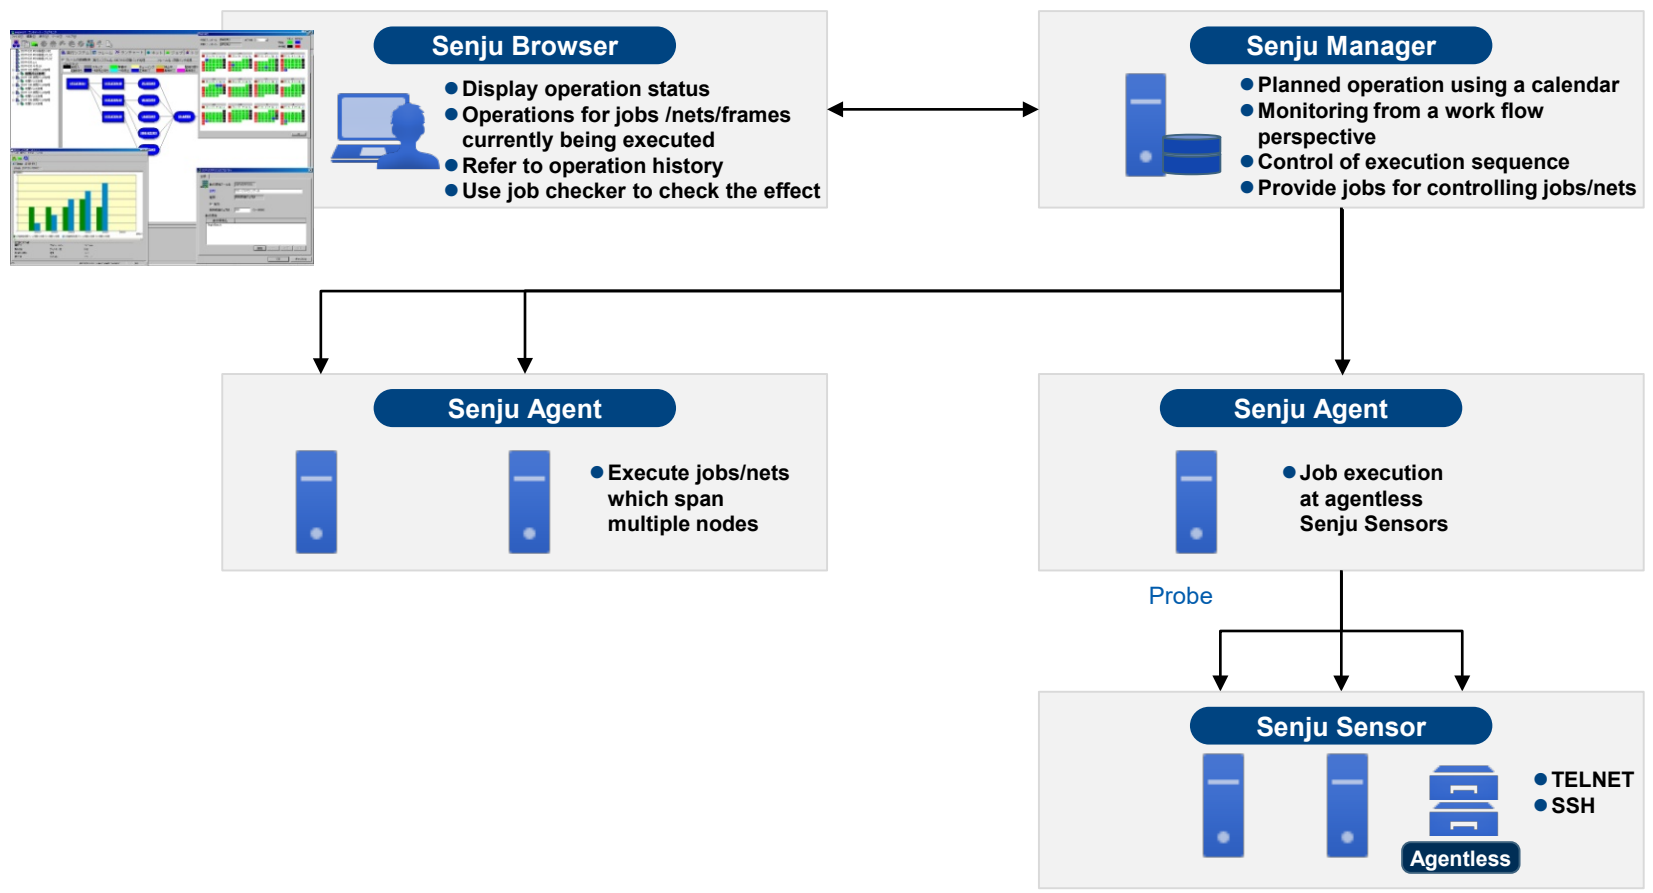 Senju Browser
Display operation status
Operations for jobs /nets/frames
currently being executed
Refer to operation history
Use job checker to check the effect
Senju Manager
Planned operation using a calendar
Monitoring from a work flow
perspective
Control of execution sequence
Provide jobs for controlling jobs/nets
Senju Agent
Execute jobs/nets
which span
multiple nodes
Senju Agent
Job execution
at agentless
Senju Sensors
Probe
Senju Sensor
TELNET
SSH
Agentless